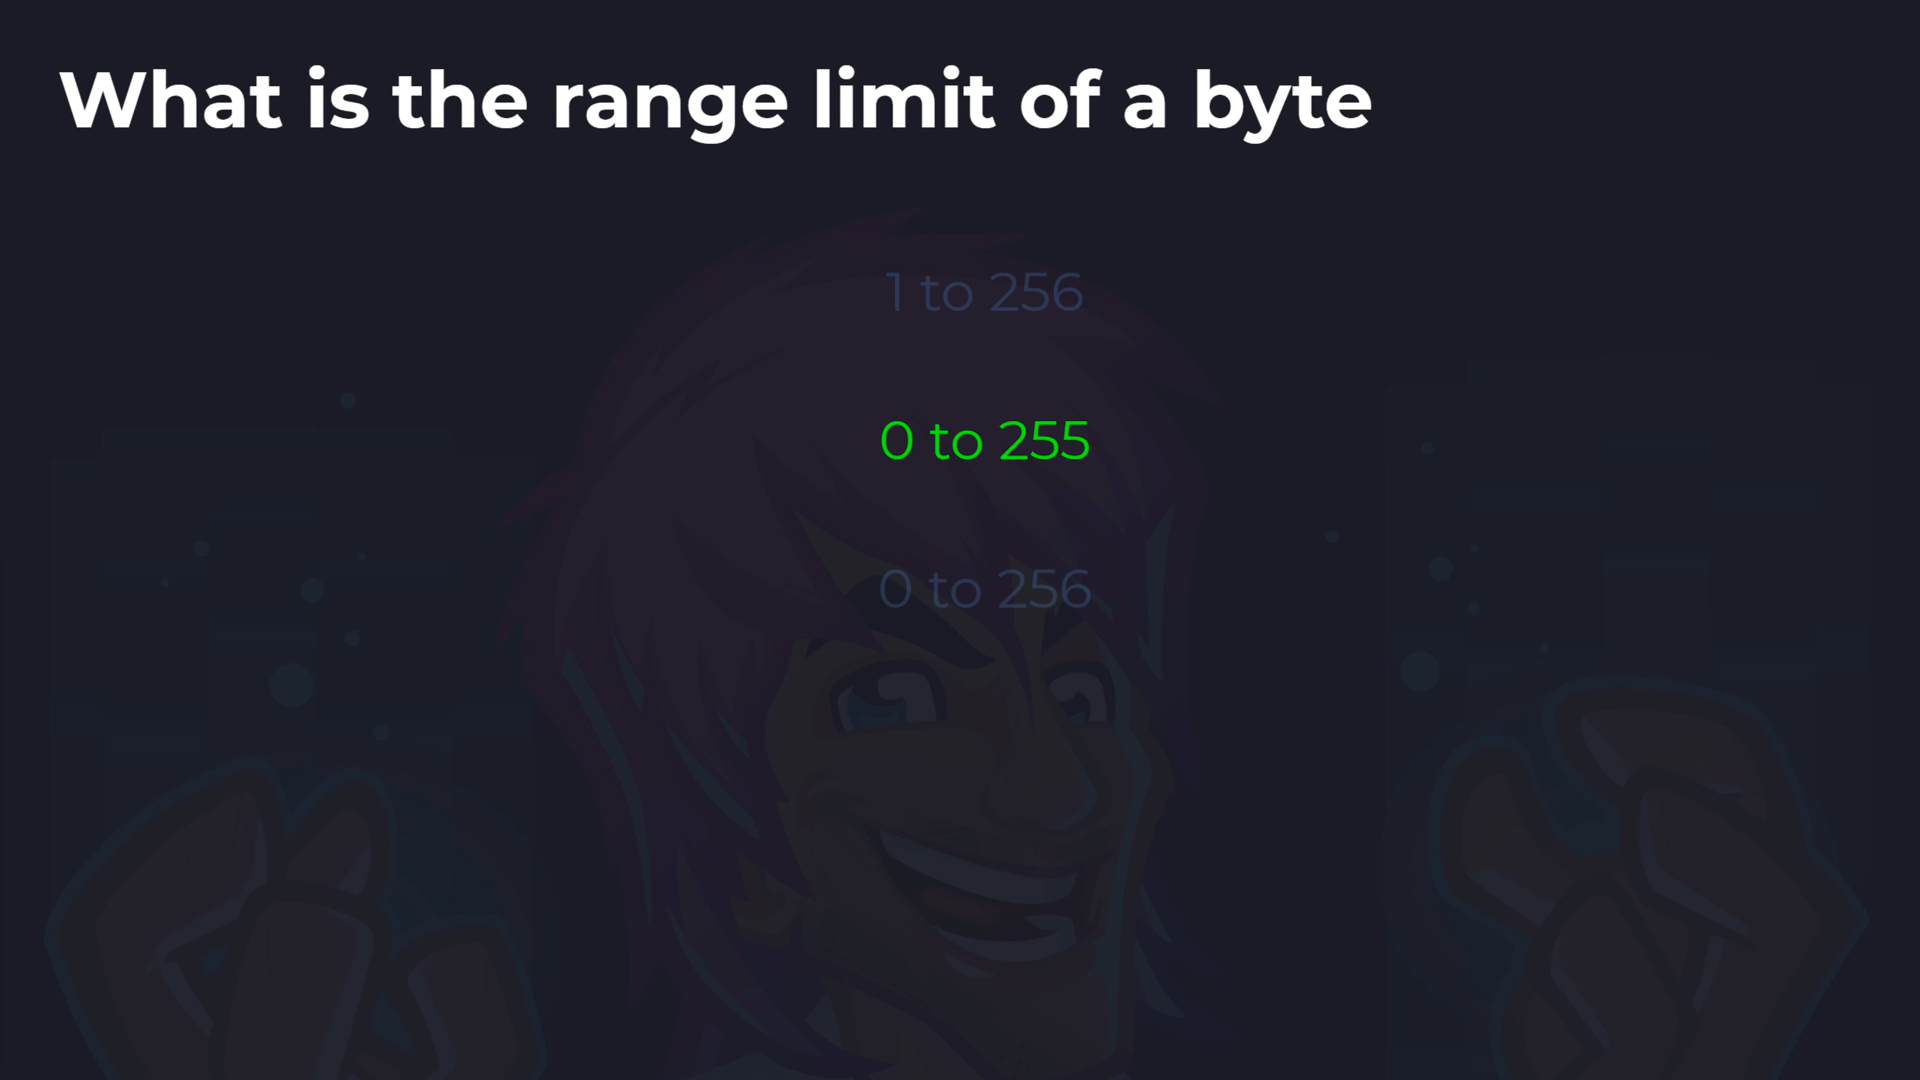 What is the range limit of a byte
1 to 256
0 to 255
0 to 256